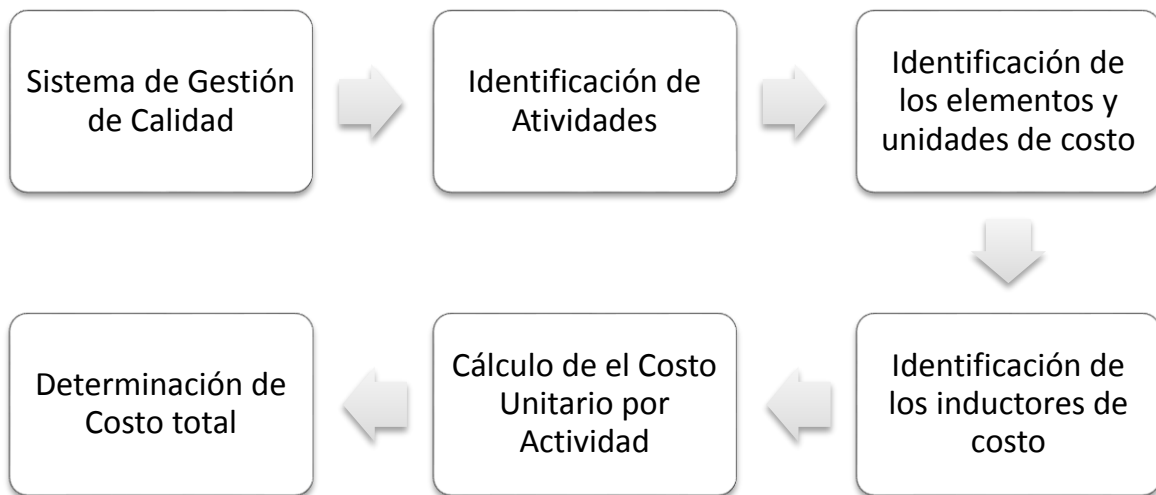 Sistema de Gestión
de Calidad
Identificación de
Atividades
Identificación de
los elementos y
unidades de costo
Identificación de
los inductores de
costo
Cálculo de el Costo
Unitario por
Actividad
Determinación de
Costo total